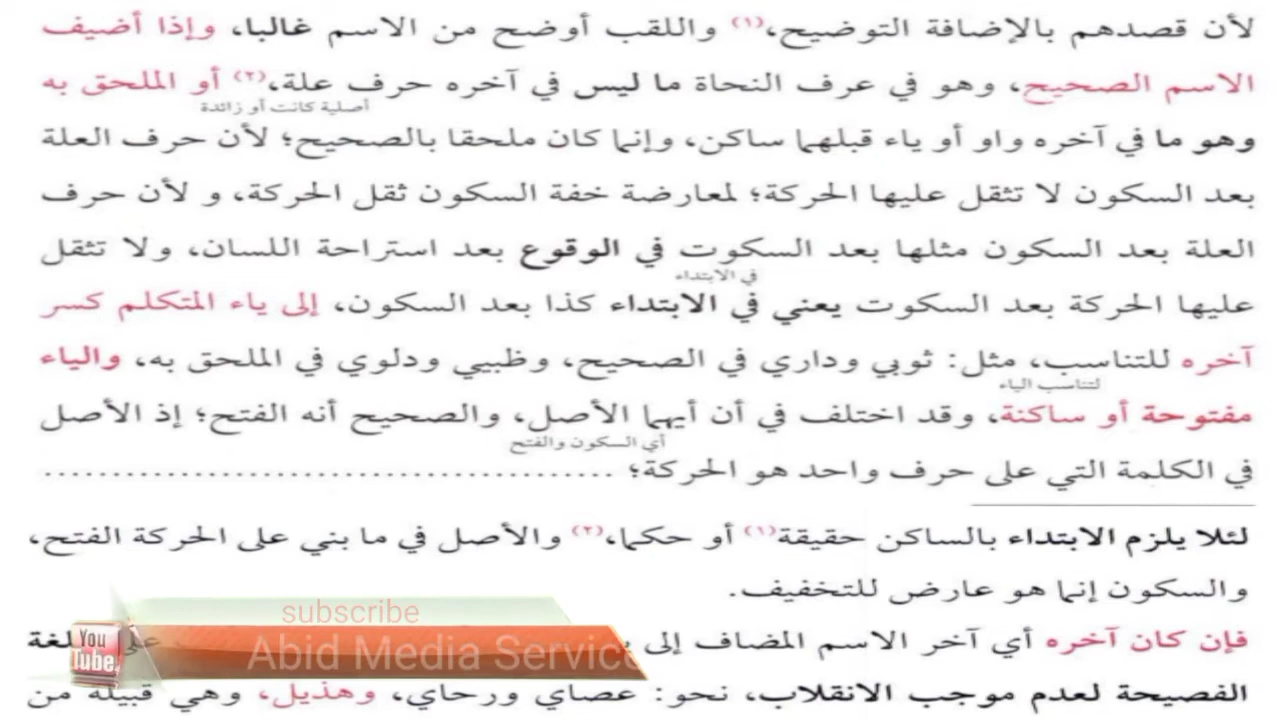 لأن قصدهم بالإضافة التوضيح،(١) واللقب أوضح من الاسم غالبا، وإذا أضيف
الاسم الصحيح، وهو في عرف النحاة ما ليس في آخره حرف علة،(٢) أو الملحق به
أصلية كانت أو زائدة
وهو ما في آخره واو أو ياء قبلهما ساكن، وإنما كان ملحقا بالصحيح؛ لأن حرف العلة
بعد السكون لا تثقل عليها الحركة؛ لمعارضة خفة السكون ثقل الحركة، و لأن حرف
العلة بعد السكون مثلها بعد السكوت في الوقوع بعد استراحة اللسان، ولا تثقل
في الابتداء
عليها الحركة بعد السكوت يعني في الابتداء كذا بعد السكون، إلى ياء المتكلم كسر
آخره للتناسب، مثل: ثوبي وداري في الصحيح، وظبيي ودلوي في الملحق به، والياء
لتناسب الياء
مفتوحة أو ساكنة، وقد اختلف في أن أيهما الأصل، والصحيح أنه الفتح؛ إذ الأصل
أي السكون والفتح
في الكلمة التي على حرف واحد هو الحركة؛ ........................................
لئلا يلزم الابتداء بالساكن حقيقة(١) أو حكما،(٢) والأصل في ما بني على الحركة الفتح،
والسكون إنما هو عارض للتخفيف.
subscribe
فإن كان آخره أي آخر الاسم المضاف إلى
You Tube
Abid Media Service
الفصيحة لعدم موجب الانقلاب، نحو: عصاي ورحاي، وهذيل، وهي قبيلة من